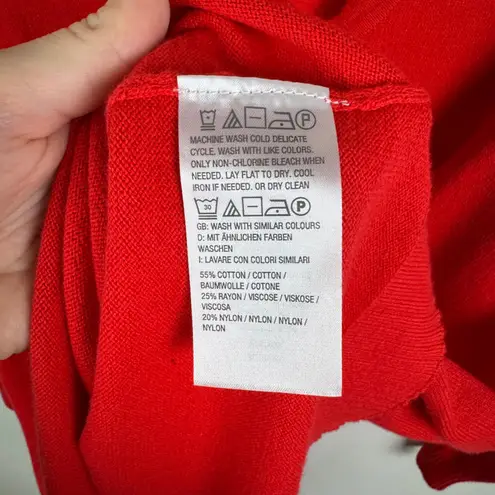 P
MACHINE WASH COLD DELICATE
CYCLE. WASH WITH LIKE COLORS.
ONLY NON-CHLORINE BLEACH WHEN
NEEDED. LAY FLAT TO DRY. COOL
IRON IF NEEDED. OR DRY CLEAN
30 P
GB: WASH WITH SIMILAR COLOURS
D: MIT ÄHNLICHEN FARBEN
WASCHEN
I: LAVARE CON COLORI SIMILARI
55% COTTON / COTTON /
BAUMWOLLE / COTONE
25% RAYON / VISCOSE / VISKOSE /
VISCOSA
20% NYLON / NYLON / NYLON /
NYLON